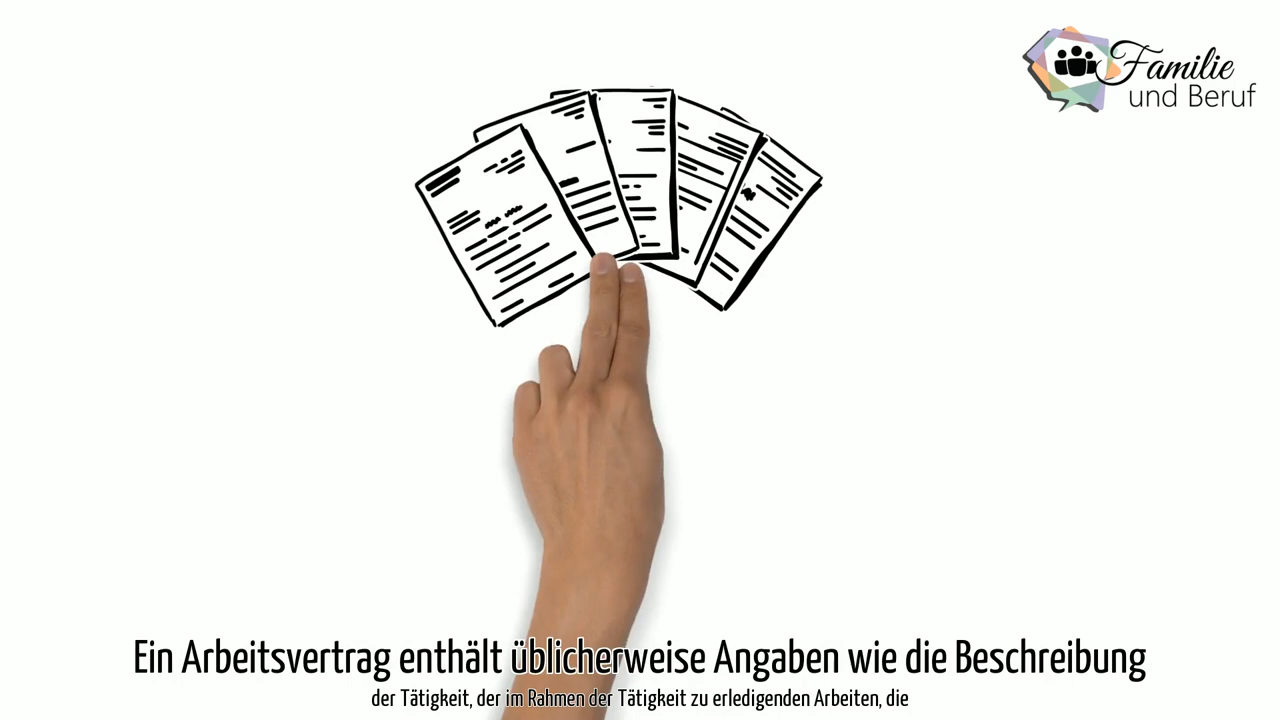 Familie
und Beruf
Ein Arbeitsvertrag enthält üblicherweise Angaben wie die Beschreibung
der Tätigkeit, der im Rahmen der Tätigkeit zu erledigenden Arbeiten, die